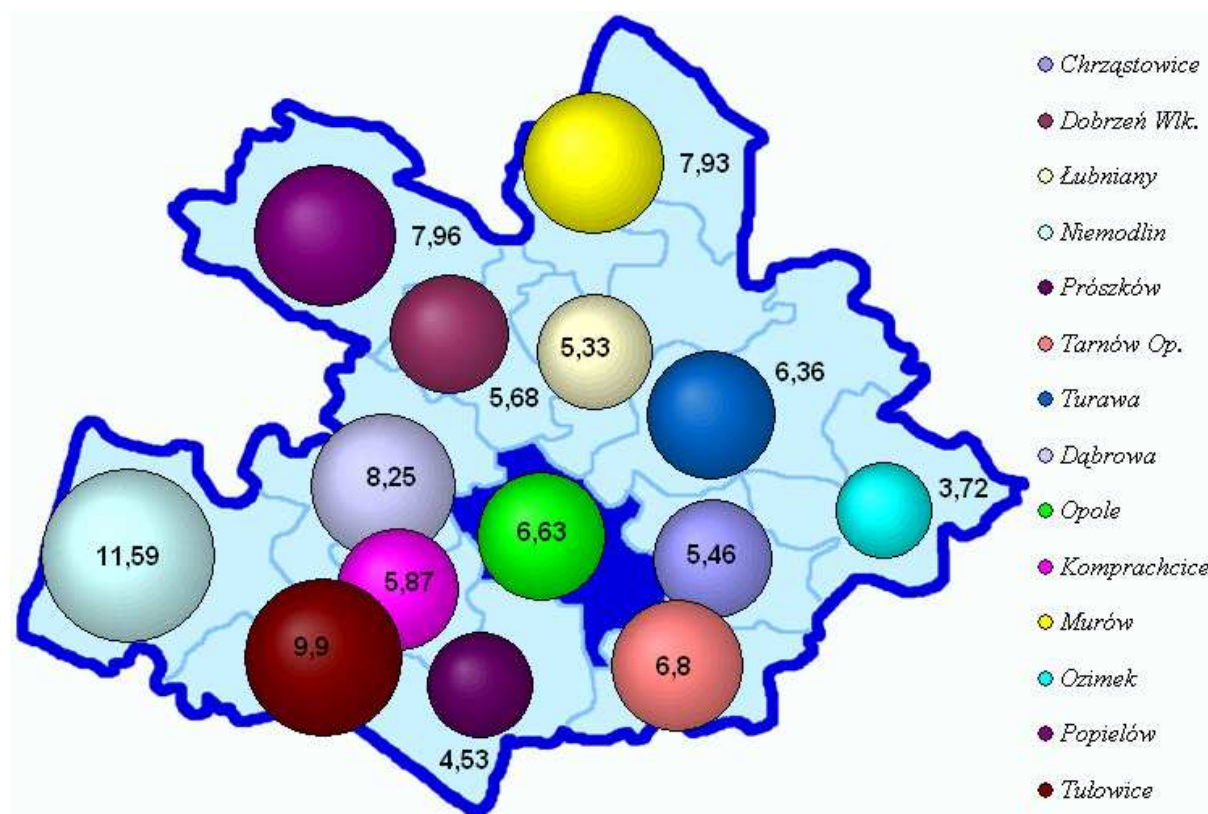 7,93
7,96
5,33
6,36
5,68
8,25
3,72
6,63
11,59
5,46
5,87
9,9
6,8
4,53
Chrząstowice
Dobrzeń Wlk.
Łubniany
Niemodlin
Prószków
Tarnów Op.
Turawa
Dąbrowa
Opole
Komprachcice
Murów
Ozimek
Popielów
Tułowice